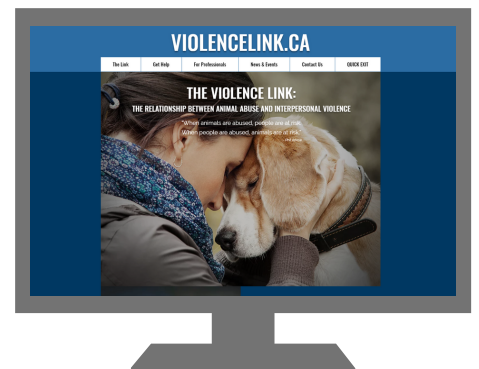 VIOLENCELINK.CA
The Link Get Help For Professionals News & Events Contact Us QUICK EXIT
THE VIOLENCE LINK:
THE RELATIONSHIP BETWEEN ANIMAL ABUSE AND INTERPERSONAL VIOLENCE
"When animals are abused, people are at risk.
When people are abused, animals are at risk."